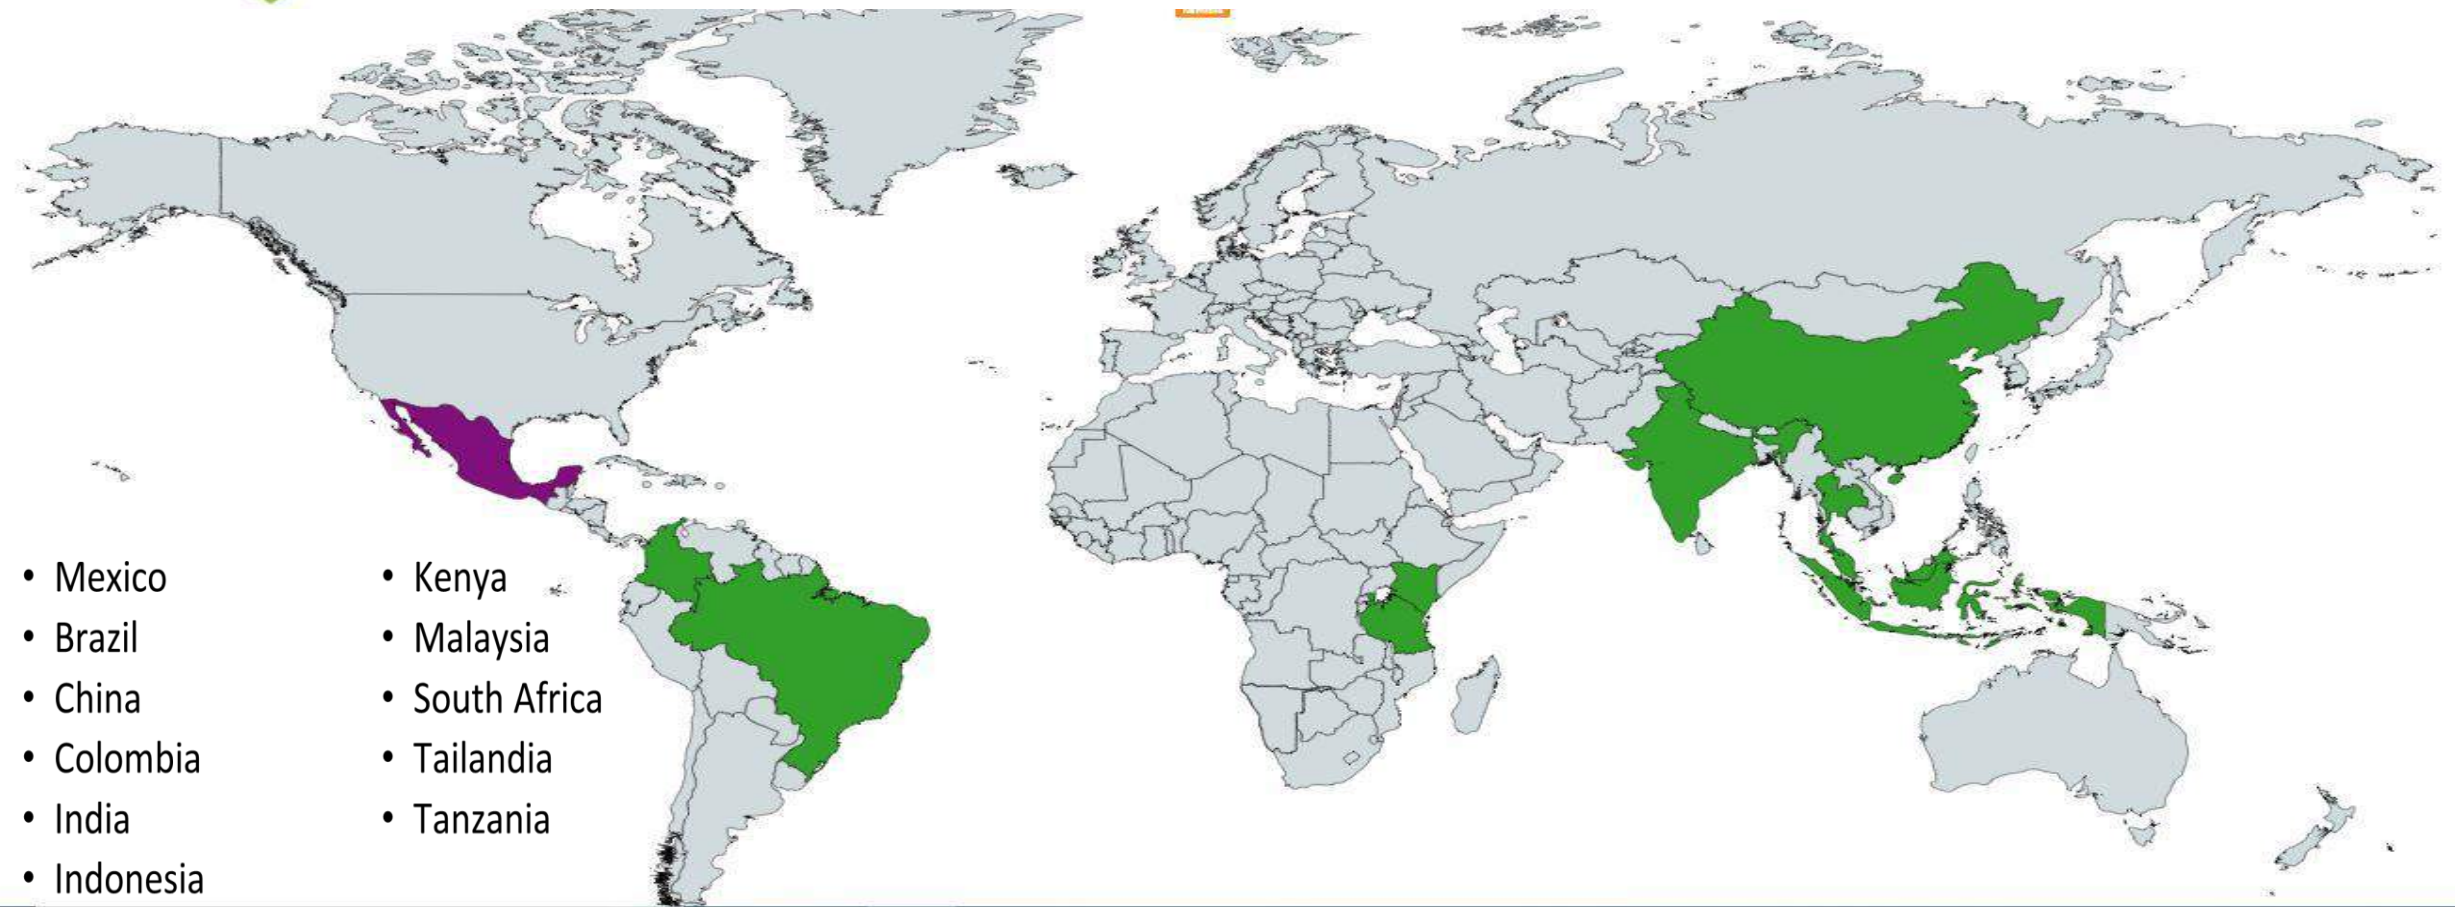 • Mexico
• Brazil
• China
• Colombia
• India
• Indonesia
• Kenya
• Malaysia
• South Africa
• Tailandia
• Tanzania